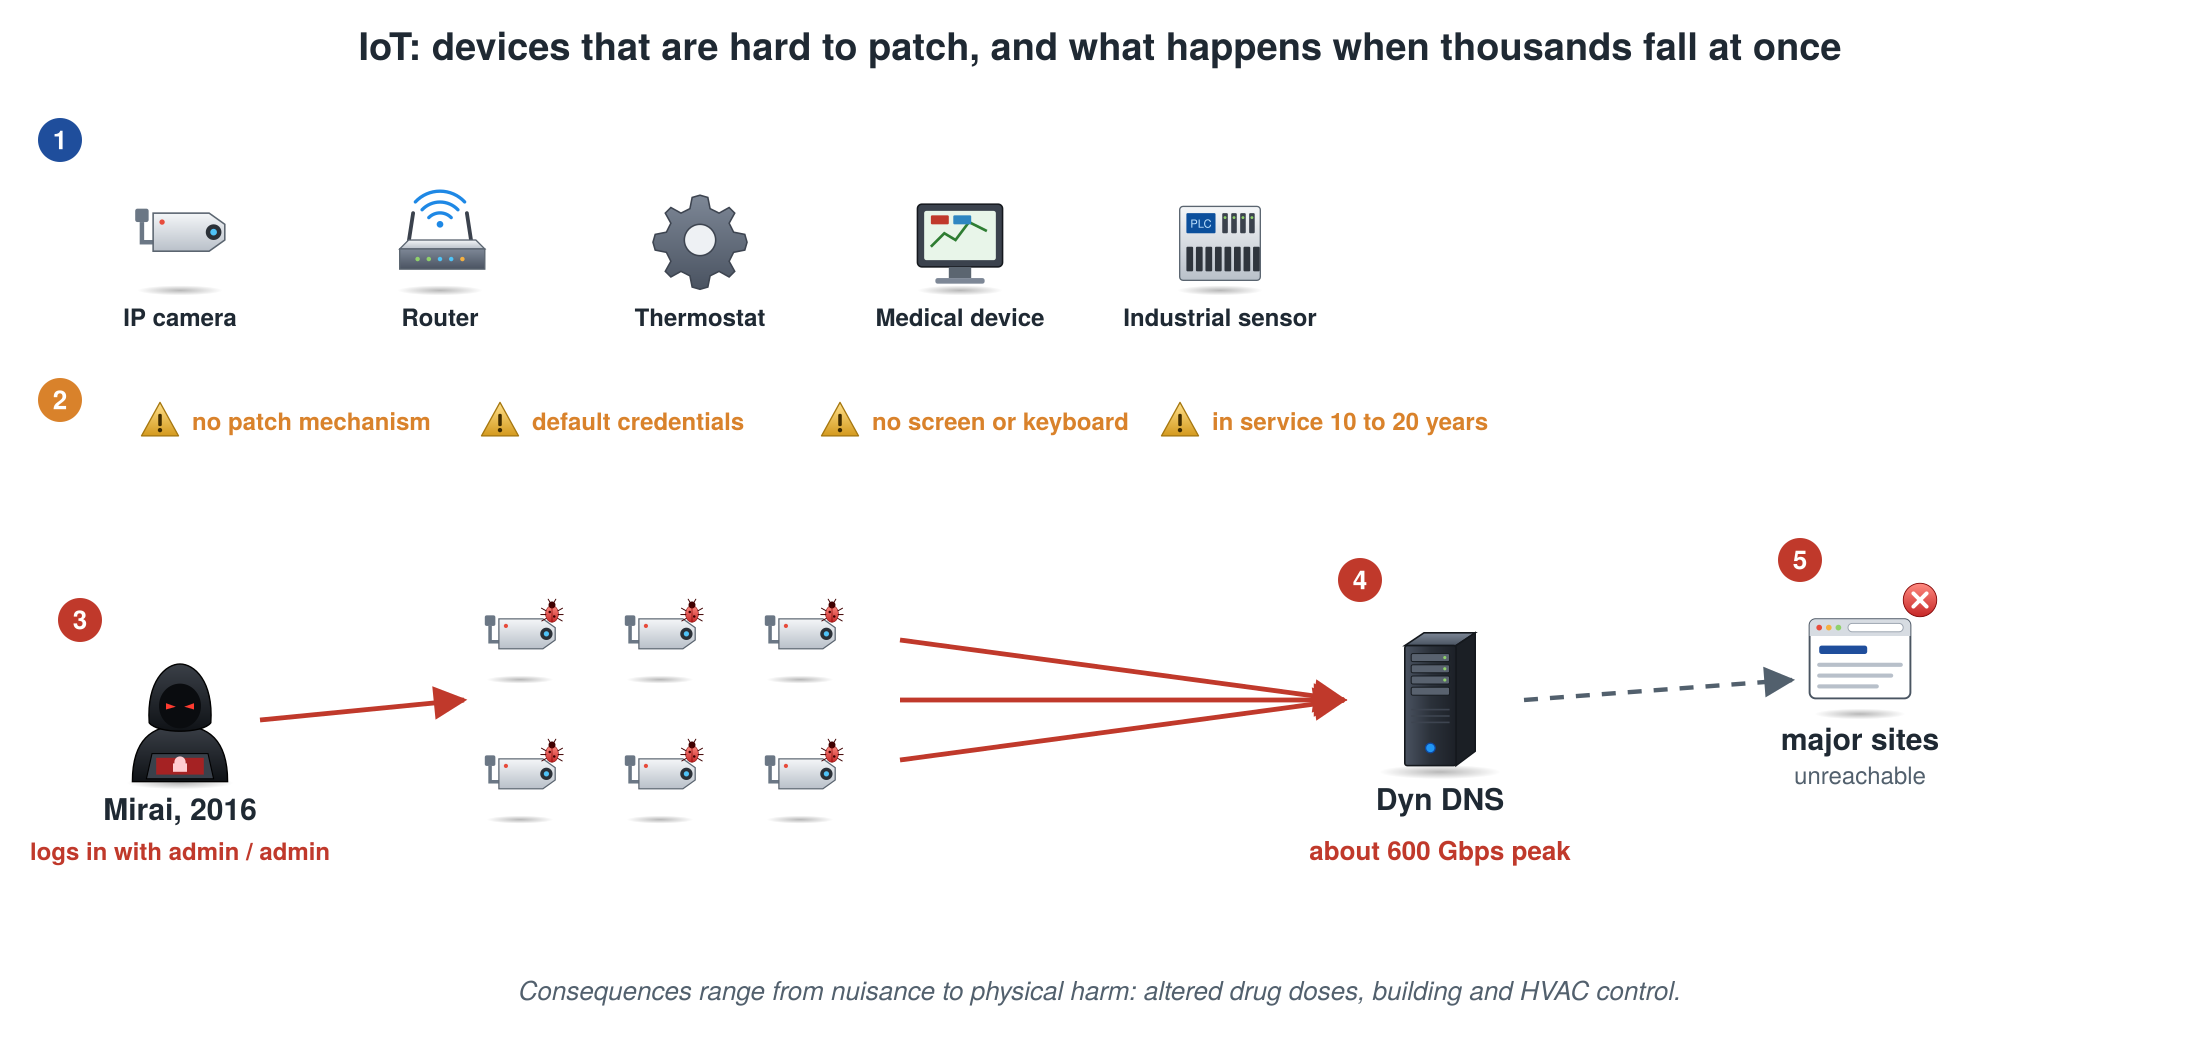 IoT: devices that are hard to patch, and what happens when thousands fall at once
1
PLC
IP camera
Router
Thermostat
Medical device
Industrial sensor
2
no patch mechanism
default credentials
no screen or keyboard
in service 10 to 20 years
3
Mirai, 2016
logs in with admin / admin
4
Dyn DNS
about 600 Gbps peak
5
major sites
unreachable
Consequences range from nuisance to physical harm: altered drug doses, building and HVAC control.